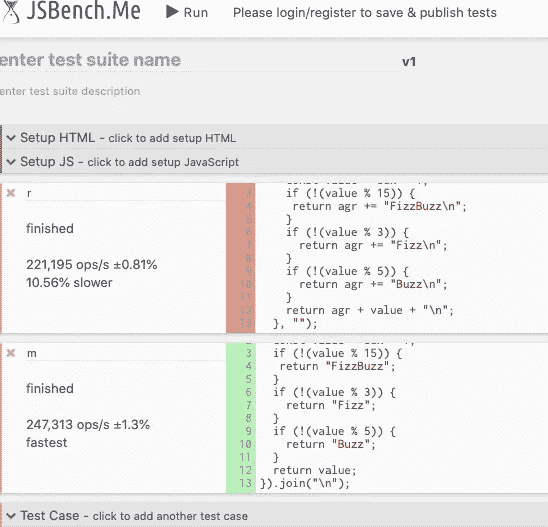 JSBench.Me
Run
Please login/register to save & publish tests
enter test suite name
v1
enter test suite description
Setup HTML - click to add setup HTML
Setup JS - click to add setup JavaScript
r
finished
221,195 ops/s ±0.81%
10.56% slower
3 if (!(value % 15)) {
4 return agr += "FizzBuzz\n";
5 }
6 if (!(value % 3)) {
7 return agr += "Fizz\n";
8 }
9 if (!(value % 5)) {
10 return agr += "Buzz\n";
11 }
12 return agr + value + "\n";
13 }, "");
m
finished
247,313 ops/s ±1.3%
fastest
3 if (!(value % 15)) {
4 return "FizzBuzz";
5 }
6 if (!(value % 3)) {
7 return "Fizz";
8 }
9 if (!(value % 5)) {
10 return "Buzz";
11 }
12 return value;
13 }).join("\n");
Test Case - click to add another test case